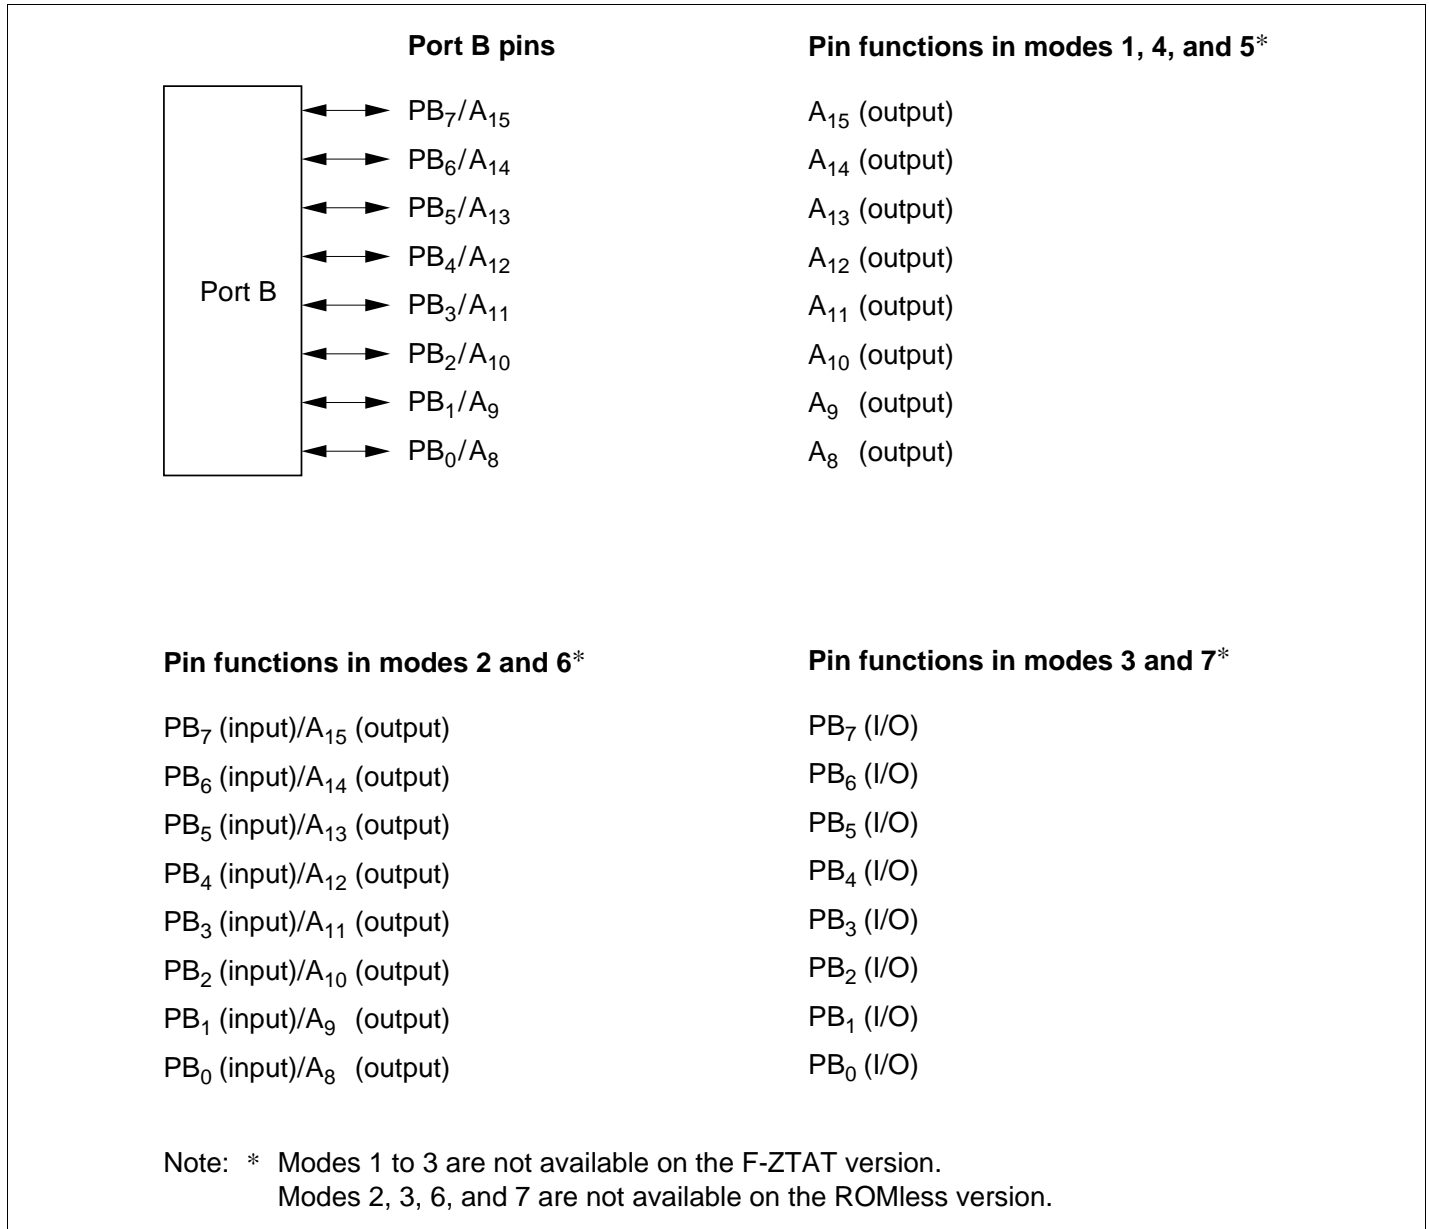 Port B pins
Pin functions in modes 1, 4, and 5*
Port B
PB7/A15
A15 (output)
PB6/A14
A14 (output)
PB5/A13
A13 (output)
PB4/A12
A12 (output)
PB3/A11
A11 (output)
PB2/A10
A10 (output)
PB1/A9
A9 (output)
PB0/A8
A8 (output)
Pin functions in modes 2 and 6*
PB7 (input)/A15 (output)
PB6 (input)/A14 (output)
PB5 (input)/A13 (output)
PB4 (input)/A12 (output)
PB3 (input)/A11 (output)
PB2 (input)/A10 (output)
PB1 (input)/A9 (output)
PB0 (input)/A8 (output)
Pin functions in modes 3 and 7*
PB7 (I/O)
PB6 (I/O)
PB5 (I/O)
PB4 (I/O)
PB3 (I/O)
PB2 (I/O)
PB1 (I/O)
PB0 (I/O)
Note: * Modes 1 to 3 are not available on the F-ZTAT version.
Modes 2, 3, 6, and 7 are not available on the ROMless version.